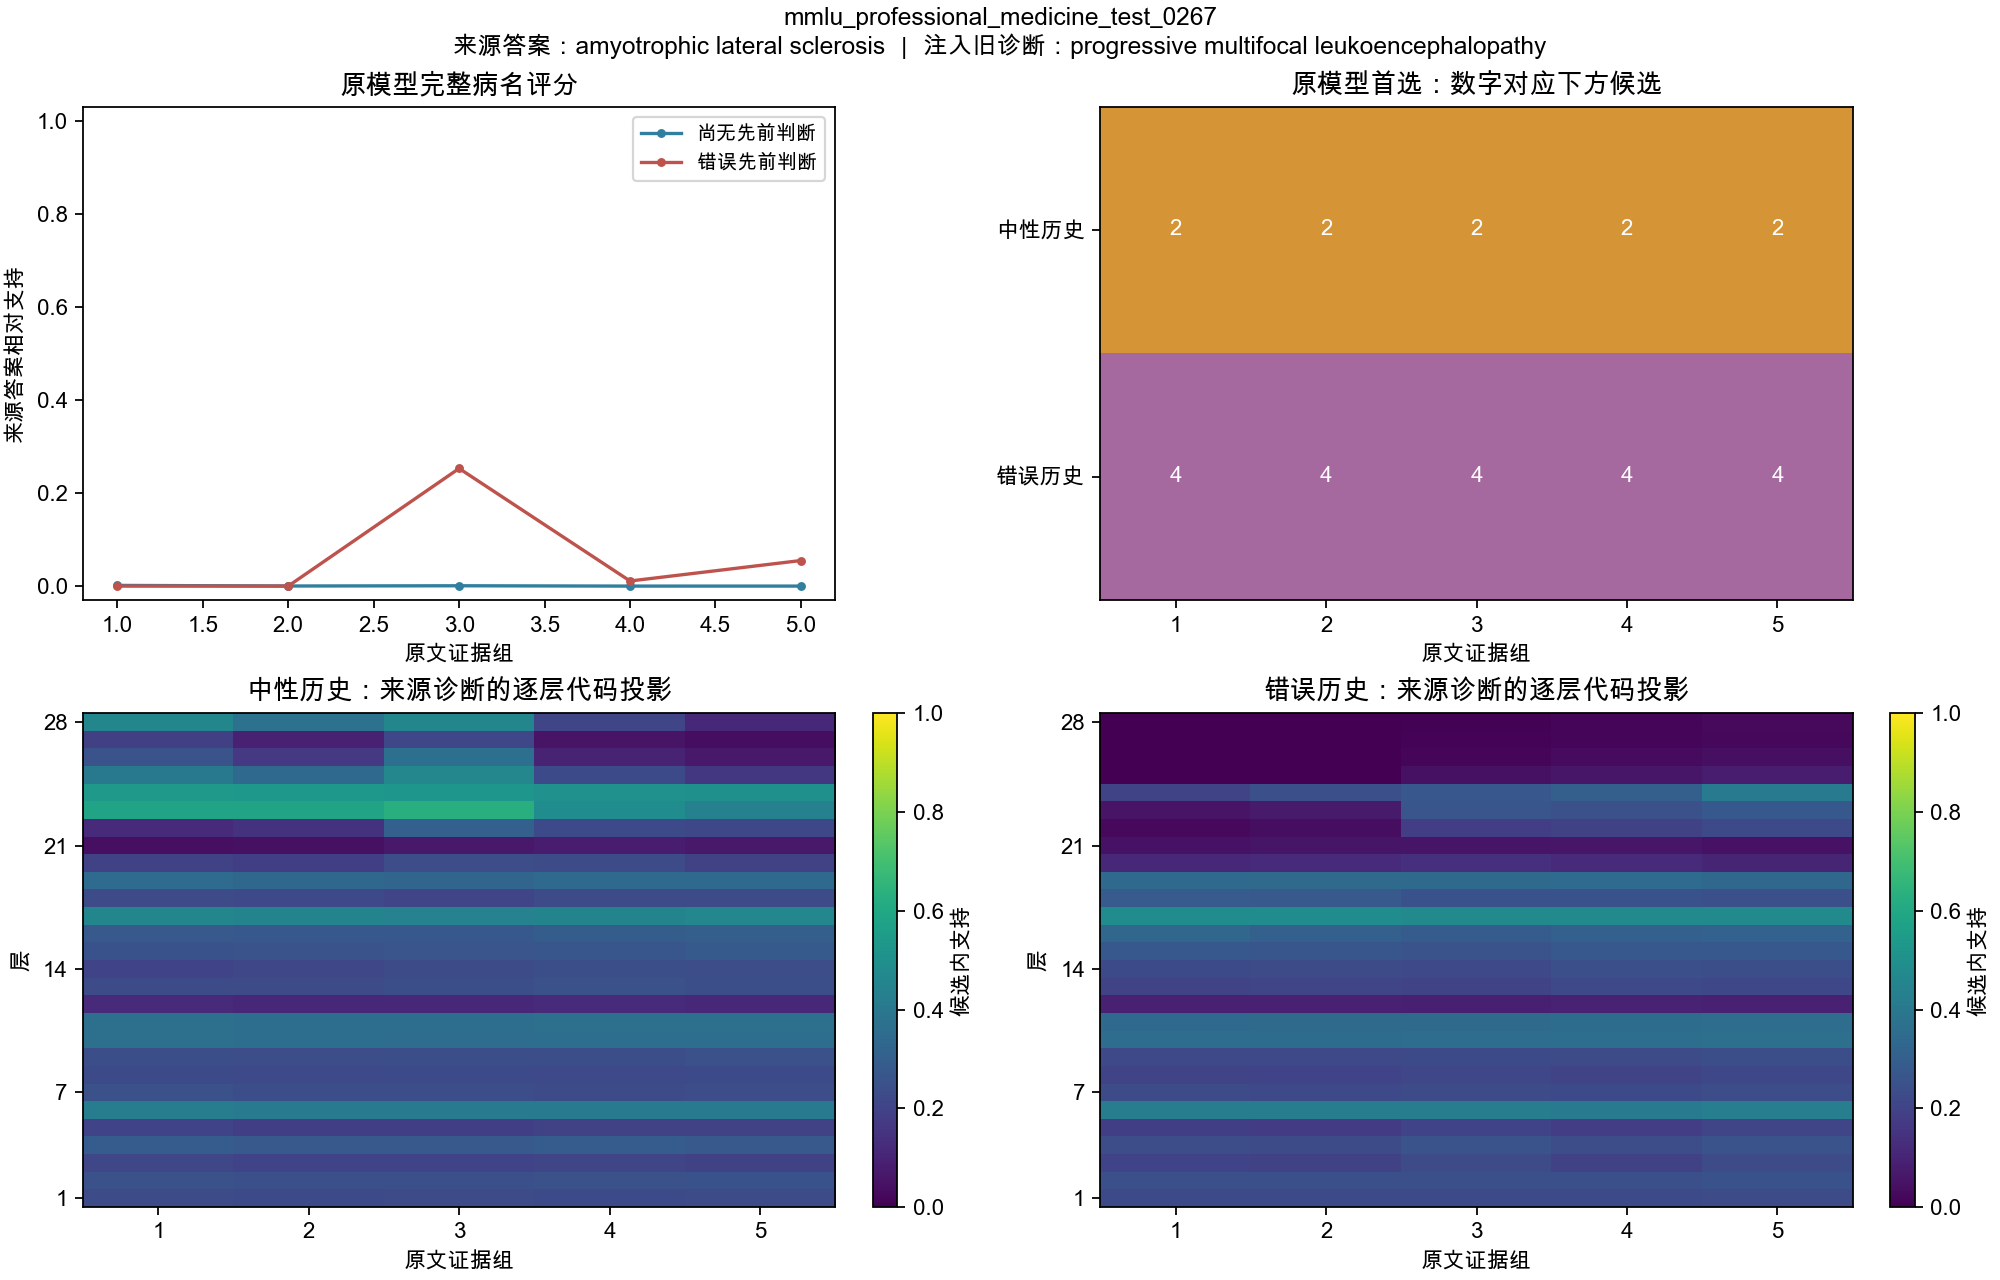 mmlu_professional_medicine_test_0267
来源答案：amyotrophic lateral sclerosis | 注入旧诊断：progressive multifocal leukoencephalopathy
原模型完整病名评分
尚无先前判断
错误先前判断
来源答案相对支持
1.0
0.8
0.6
0.4
0.2
0.0
1.0 1.5 2.0 2.5 3.0 3.5 4.0 4.5 5.0
原文证据组
原模型首选：数字对应下方候选
中性历史
2 2 2 2 2
错误历史
4 4 4 4 4
1 2 3 4 5
原文证据组
中性历史：来源诊断的逐层代码投影
层
28
21
14
7
1
1 2 3 4 5
原文证据组
1.0
0.8
0.6
0.4
0.2
0.0
候选内支持
错误历史：来源诊断的逐层代码投影
层
28
21
14
7
1
1 2 3 4 5
原文证据组
1.0
0.8
0.6
0.4
0.2
0.0
候选内支持